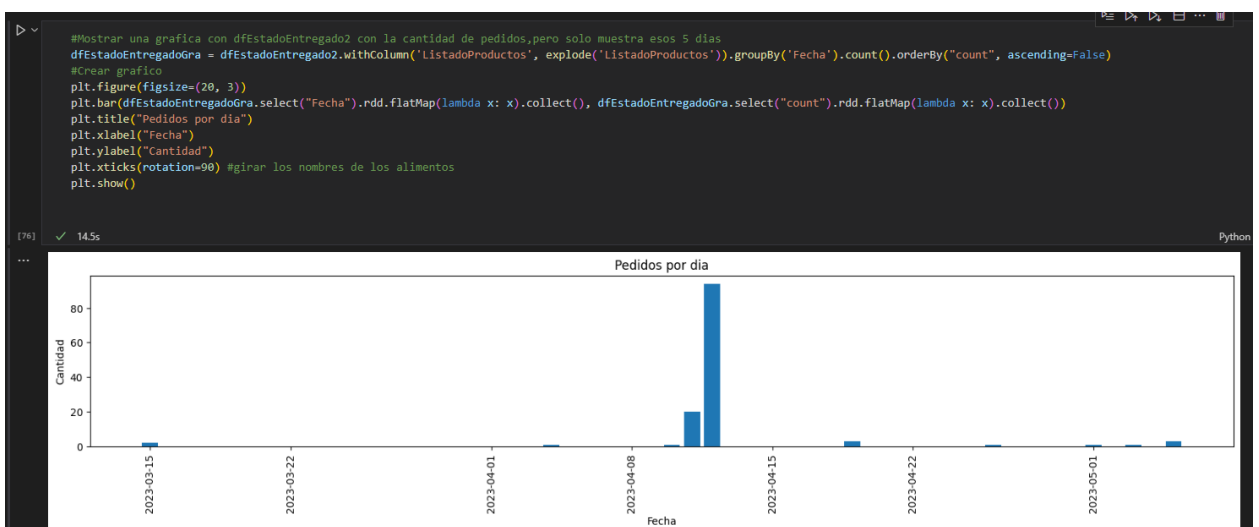 #Mostrar una grafica con dfEstadoEntregado2 con la cantidad de pedidos,pero solo muestra esos 5 dias
dfEstadoEntregadoGra = dfEstadoEntregado2.withColumn('ListadoProductos', explode('ListadoProductos')).groupBy('Fecha').count().orderBy("count", ascending=False)
#Crear grafico
plt.figure(figsize=(20, 3))
plt.bar(dfEstadoEntregadoGra.select("Fecha").rdd.flatMap(lambda x: x).collect(), dfEstadoEntregadoGra.select("count").rdd.flatMap(lambda x: x).collect())
plt.title("Pedidos por dia")
plt.xlabel("Fecha")
plt.ylabel("Cantidad")
plt.xticks(rotation=90) #girar los nombres de los alimentos
plt.show()
[76]
14.5s
Python
...
Pedidos por dia
Cantidad
80
60
40
20
0
2023-03-15
2023-03-22
2023-04-01
2023-04-08
2023-04-15
2023-04-22
2023-05-01
Fecha